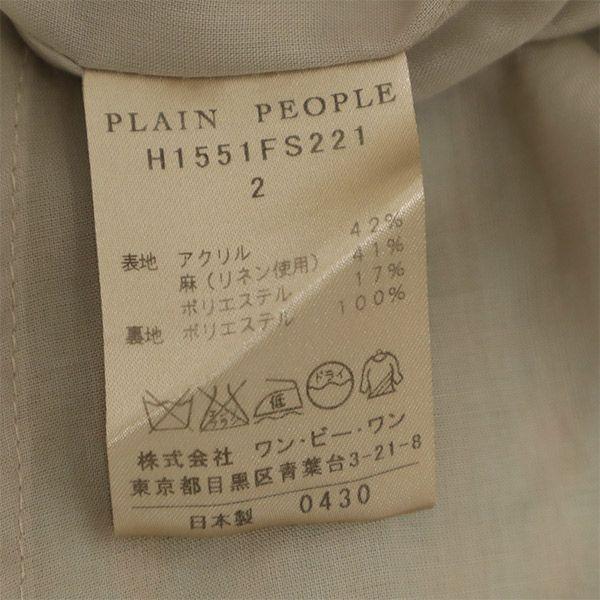 PLAIN PEOPLE
H1551FS221
2
表地 アクリル 42%
麻(リネン使用) 41%
ポリエステル 17%
裏地 ポリエステル 100%
低 ドライ
株式会社 ワン・ビー・ワン
東京都目黒区青葉台3-21-8
日本製 0430